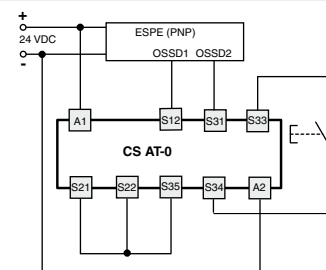 +
ESPE (PNP)
24 VDC
OSSD1 OSSD2
-
A1 S12 S31 S33
CS AT-0
S21 S22 S35 S34 A2